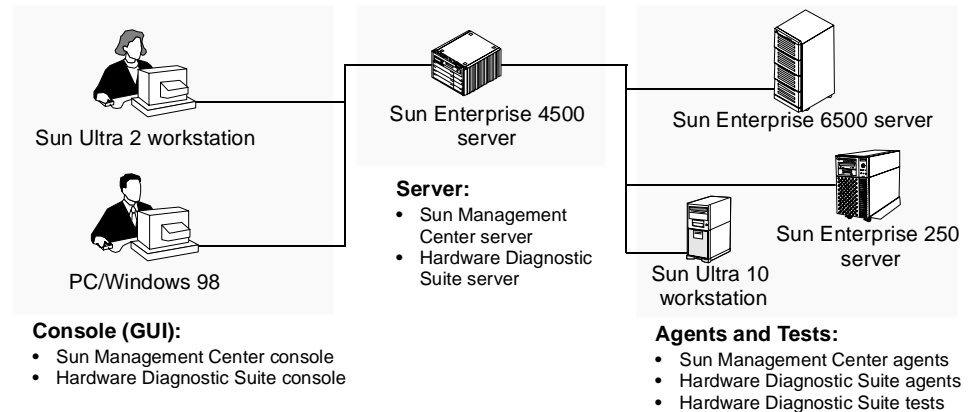 Sun Ultra 2 workstation
PC/Windows 98
Console (GUI):
• Sun Management Center console
• Hardware Diagnostic Suite console
Sun Enterprise 4500
server
Server:
• Sun Management
Center server
• Hardware Diagnostic
Suite server
Sun Enterprise 6500 server
Sun Enterprise 250
server
Sun Ultra 10
workstation
Agents and Tests:
• Sun Management Center agents
• Hardware Diagnostic Suite agents
• Hardware Diagnostic Suite tests